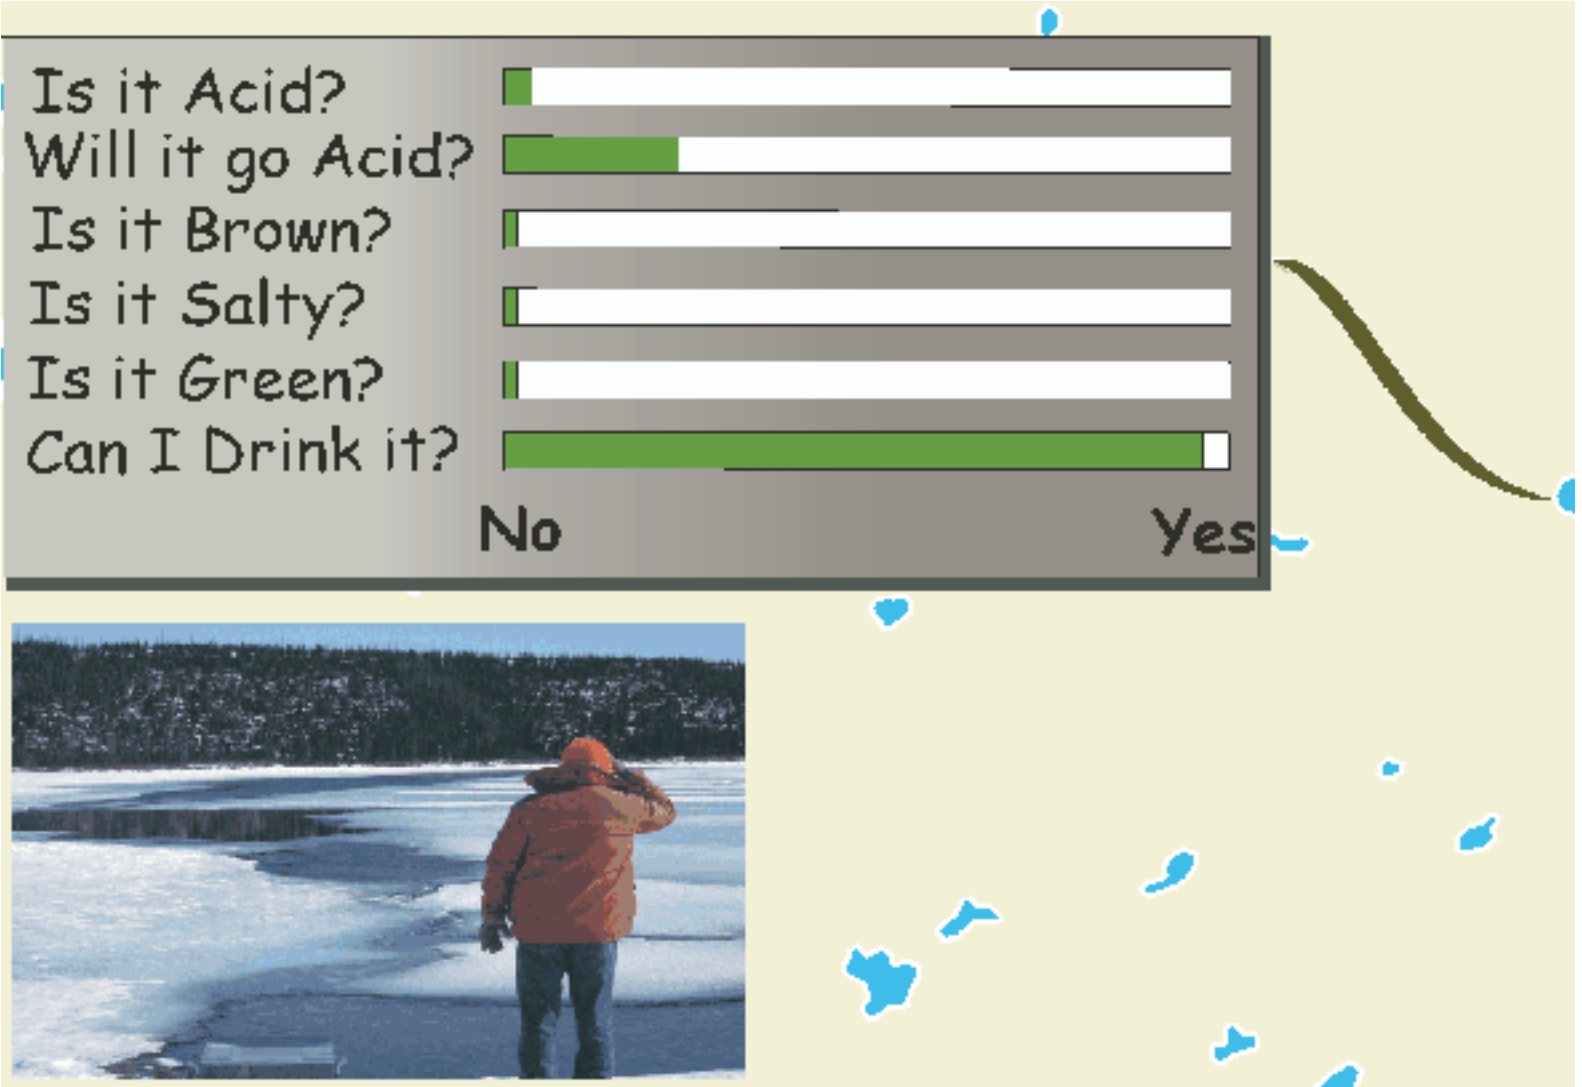 Is it Acid?
Will it go Acid?
Is it Brown?
Is it Salty?
Is it Green?
Can I Drink it?
No Yes